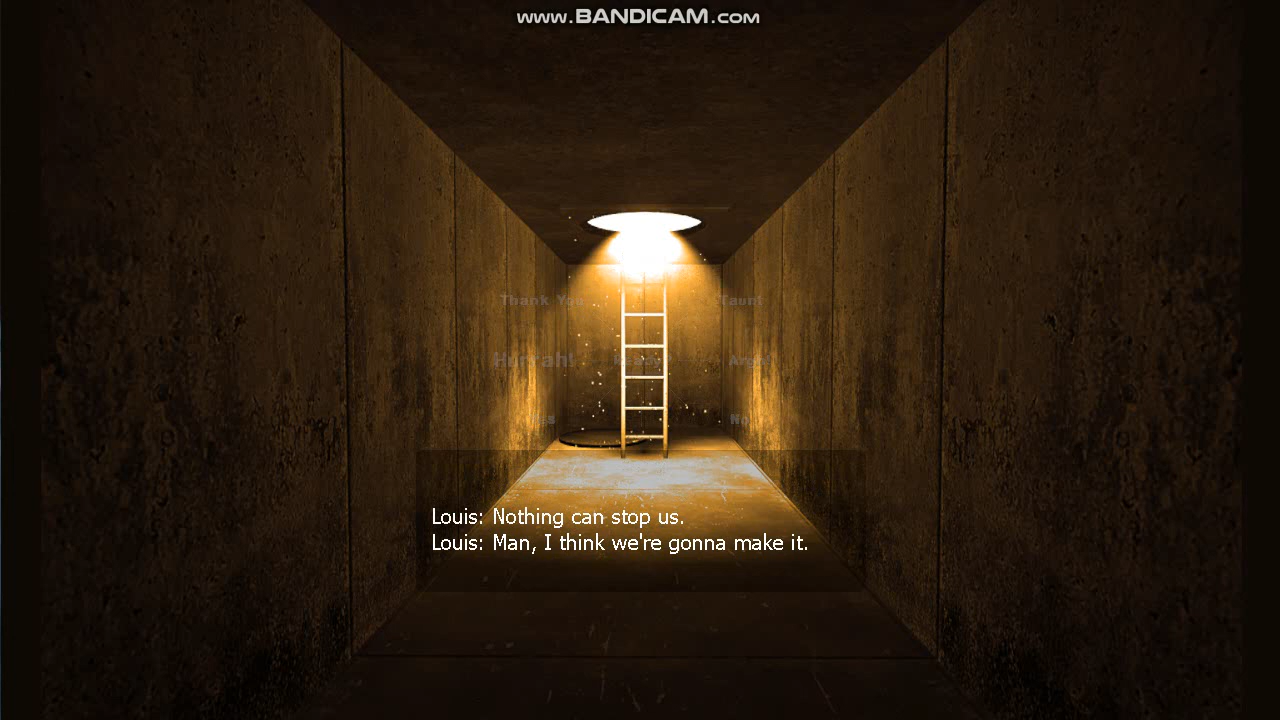 www.BANDICAM.com
Thank You Taunt
Hurrah!
No
Louis: Nothing can stop us.
Louis: Man, I think we're gonna make it.